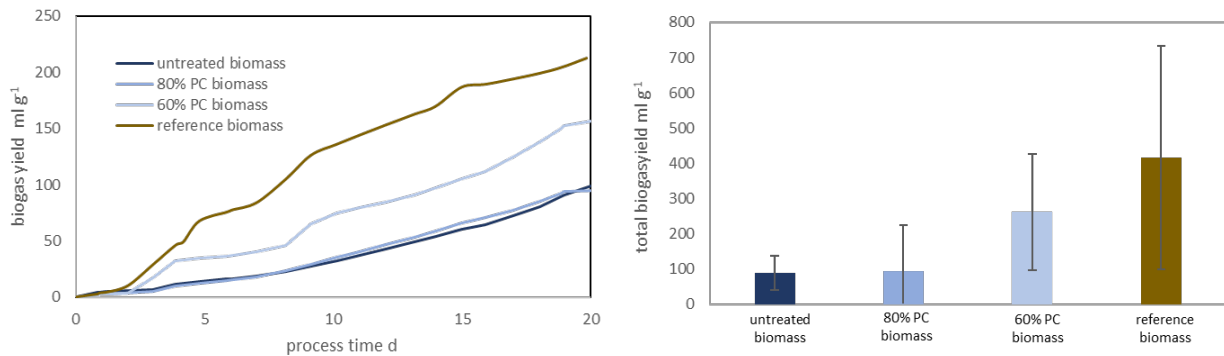 250
200
150
100
50
0
biogas yield ml g⁻¹
untreated biomass
80% PC biomass
60% PC biomass
reference biomass
0 5 10 15 20
process time d
800
700
600
500
400
300
200
100
0
total biogasyield ml g⁻¹
untreated
biomass
80% PC
biomass
60% PC
biomass
reference
biomass